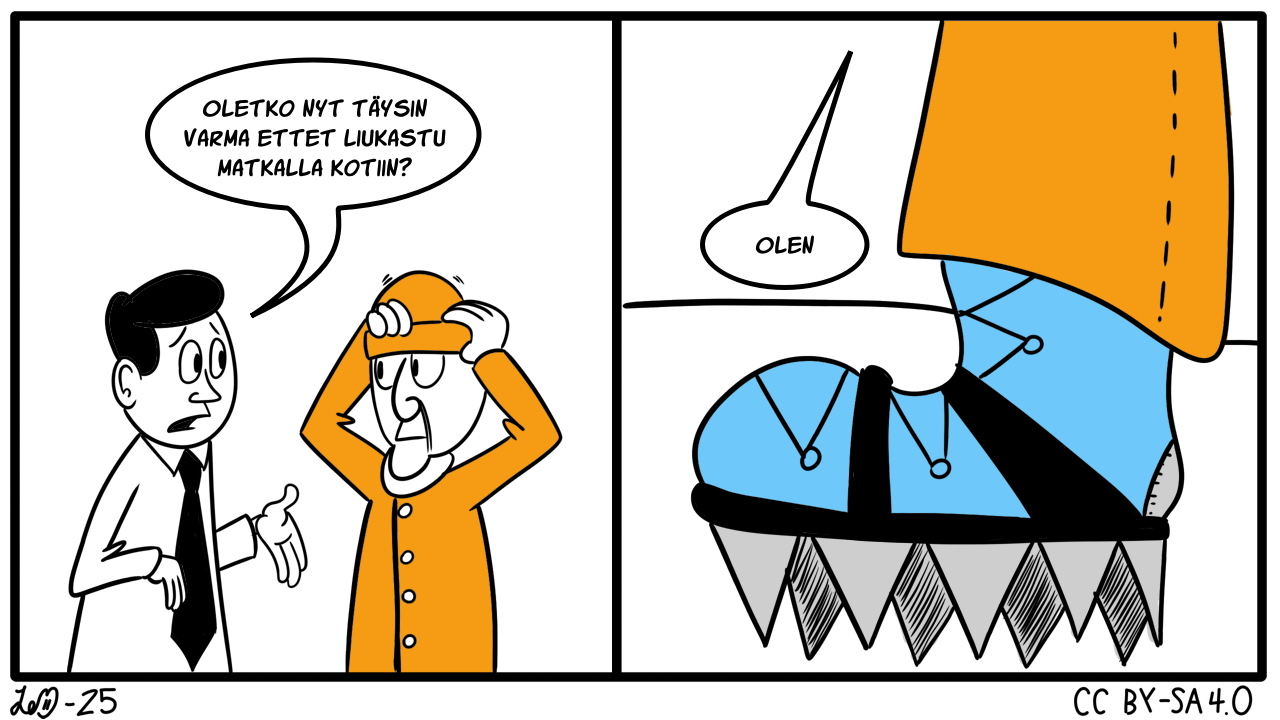 OLETKO NYT TÄYSIN
VARMA ETTET LIUKASTU
MATKALLA KOTIIN?
OLEN
-25
CC BY-SA 4.0